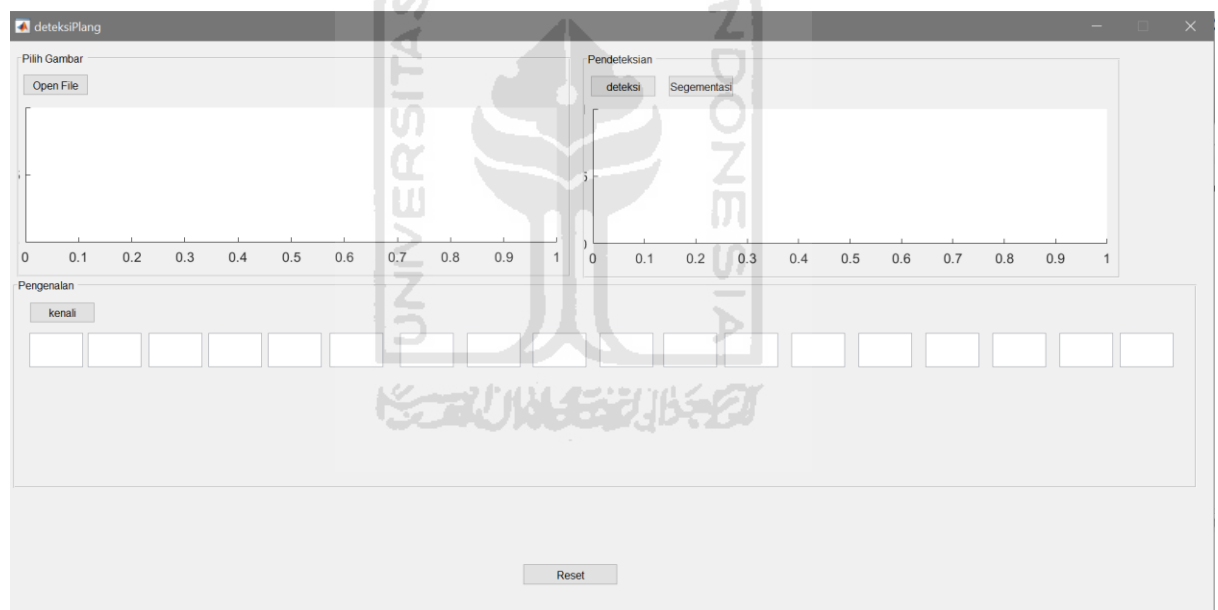 deteksiPlang
Pilih Gambar
Open File
0 0.1 0.2 0.3 0.4 0.5 0.6 0.7 0.8 0.9 1
Pendeteksian
deteksi Segementasi
0 0.1 0.2 0.3 0.4 0.5 0.6 0.7 0.8 0.9 1
Pengenalan
kenali
Reset
UNIVERSITAS
INDONESIA